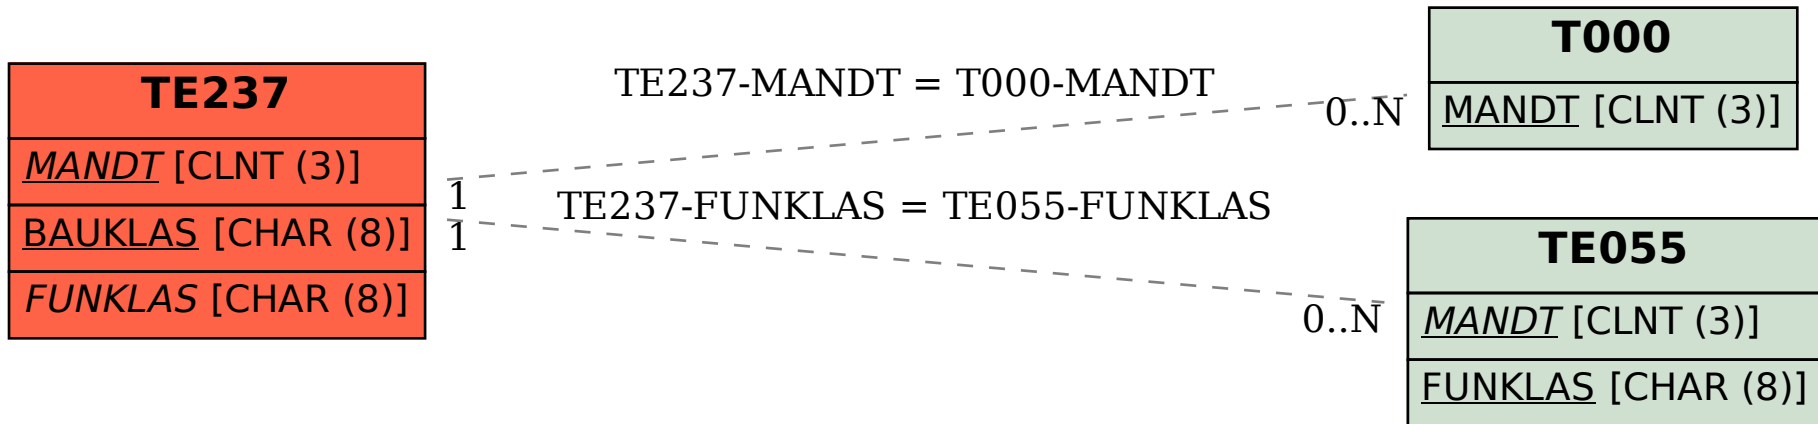 TE237
MANDT [CLNT (3)]
BAUKLAS [CHAR (8)]
FUNKLAS [CHAR (8)]
TE237-MANDT = T000-MANDT
1
0..N
TE237-FUNKLAS = TE055-FUNKLAS
1
0..N
T000
MANDT [CLNT (3)]
TE055
MANDT [CLNT (3)]
FUNKLAS [CHAR (8)]